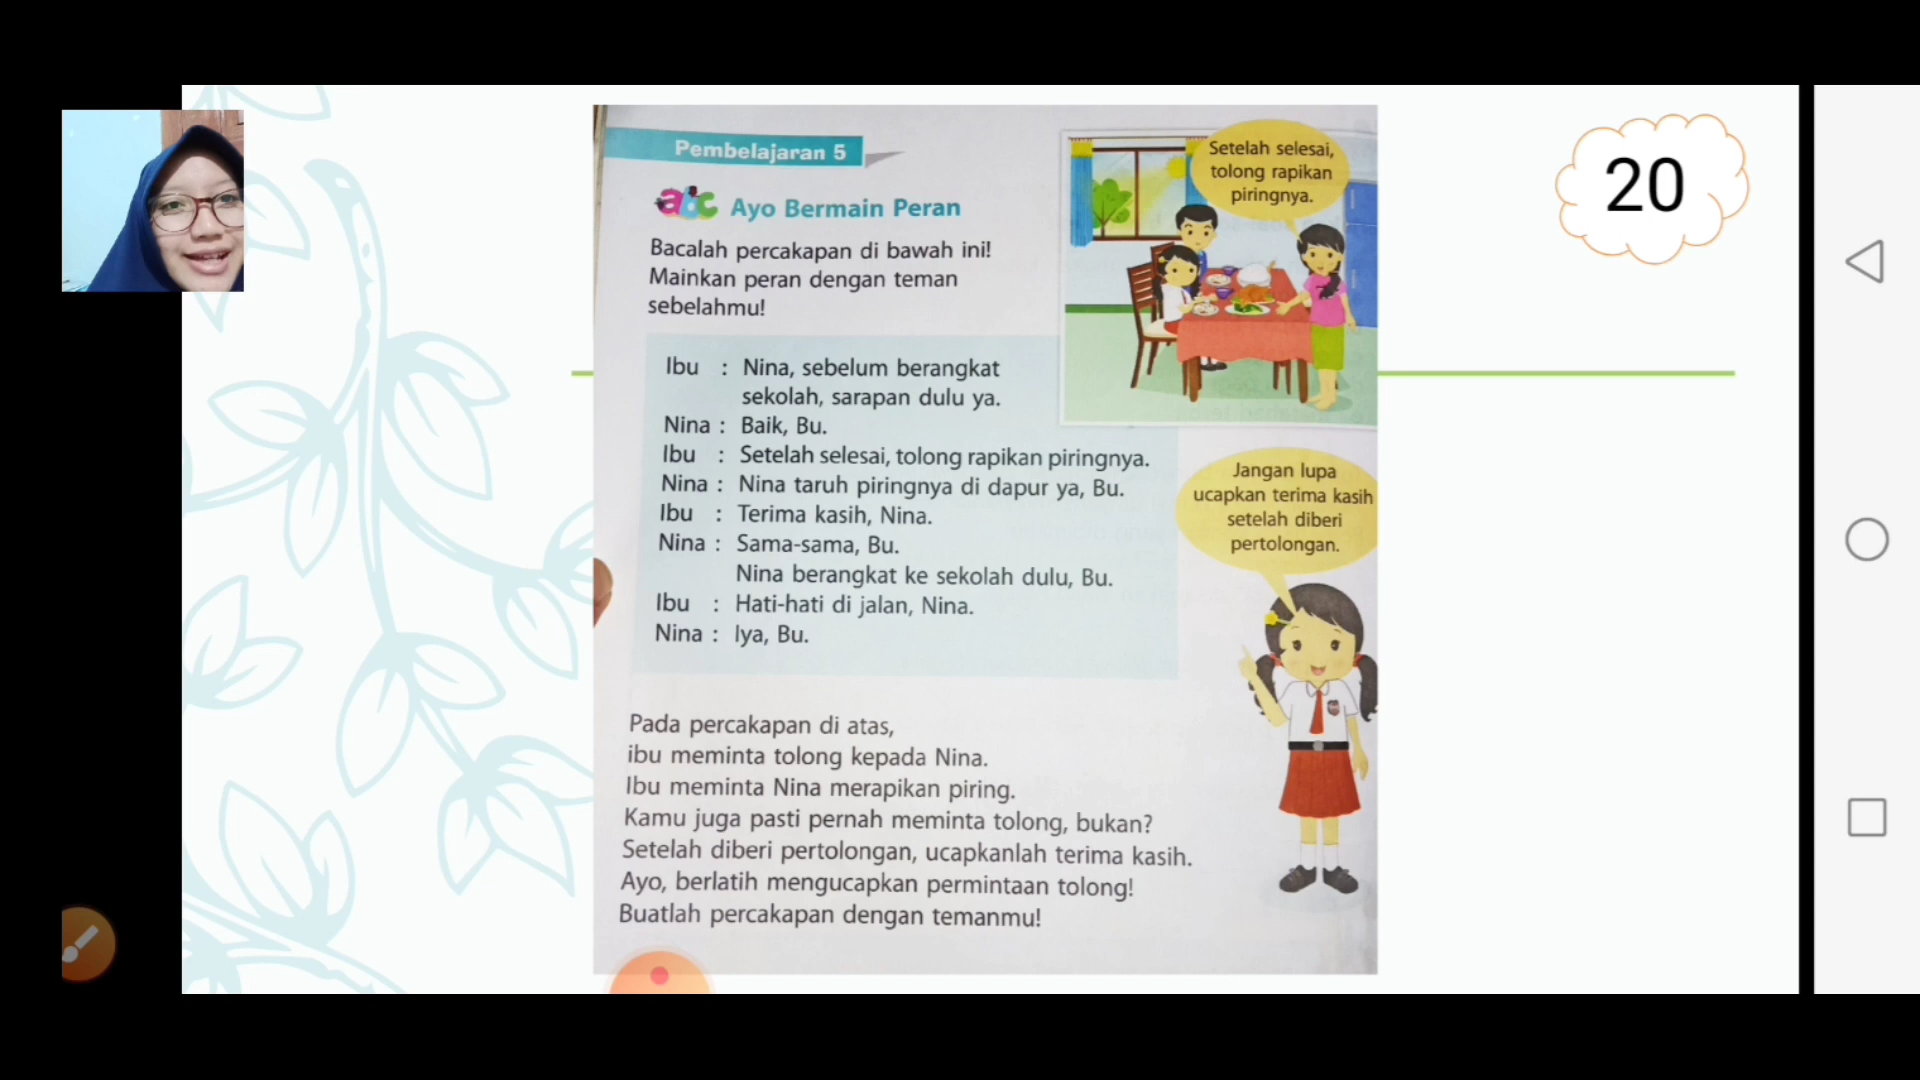 Pembelajaran 5
abc Ayo Bermain Peran
Bacalah percakapan di bawah ini!
Mainkan peran dengan teman
sebelahmu!
Setelah selesai,
tolong rapikan
piringnya.
20
Ibu : Nina, sebelum berangkat
sekolah, sarapan dulu ya.
Nina : Baik, Bu.
Ibu : Setelah selesai, tolong rapikan piringnya.
Nina : Nina taruh piringnya di dapur ya, Bu.
Ibu : Terima kasih, Nina.
Nina : Sama-sama, Bu.
Nina berangkat ke sekolah dulu, Bu.
Ibu : Hati-hati di jalan, Nina.
Nina : Iya, Bu.
Jangan lupa
ucapkan terima kasih
setelah diberi
pertolongan.
Pada percakapan di atas,
ibu meminta tolong kepada Nina.
Ibu meminta Nina merapikan piring.
Kamu juga pasti pernah meminta tolong, bukan?
Setelah diberi pertolongan, ucapkanlah terima kasih.
Ayo, berlatih mengucapkan permintaan tolong!
Buatlah percakapan dengan temanmu!